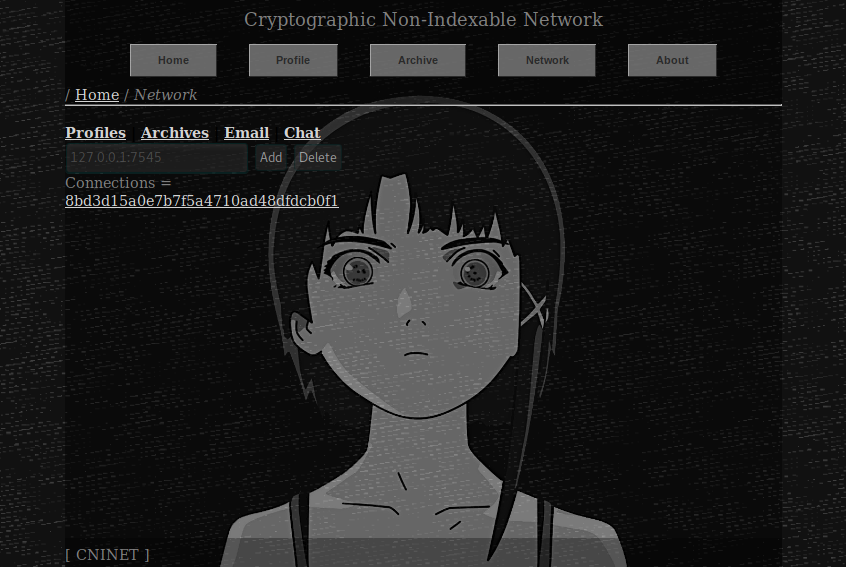 Cryptographic Non-Indexable Network
Home Profile Archive Network About
/ Home / Network
Profiles | Archives | Email | Chat
127.0.0.1:7545 Add Delete
Connections =
8bd3d15a0e7b7f5a4710ad48dfdcb0f1
[ CNINET ]